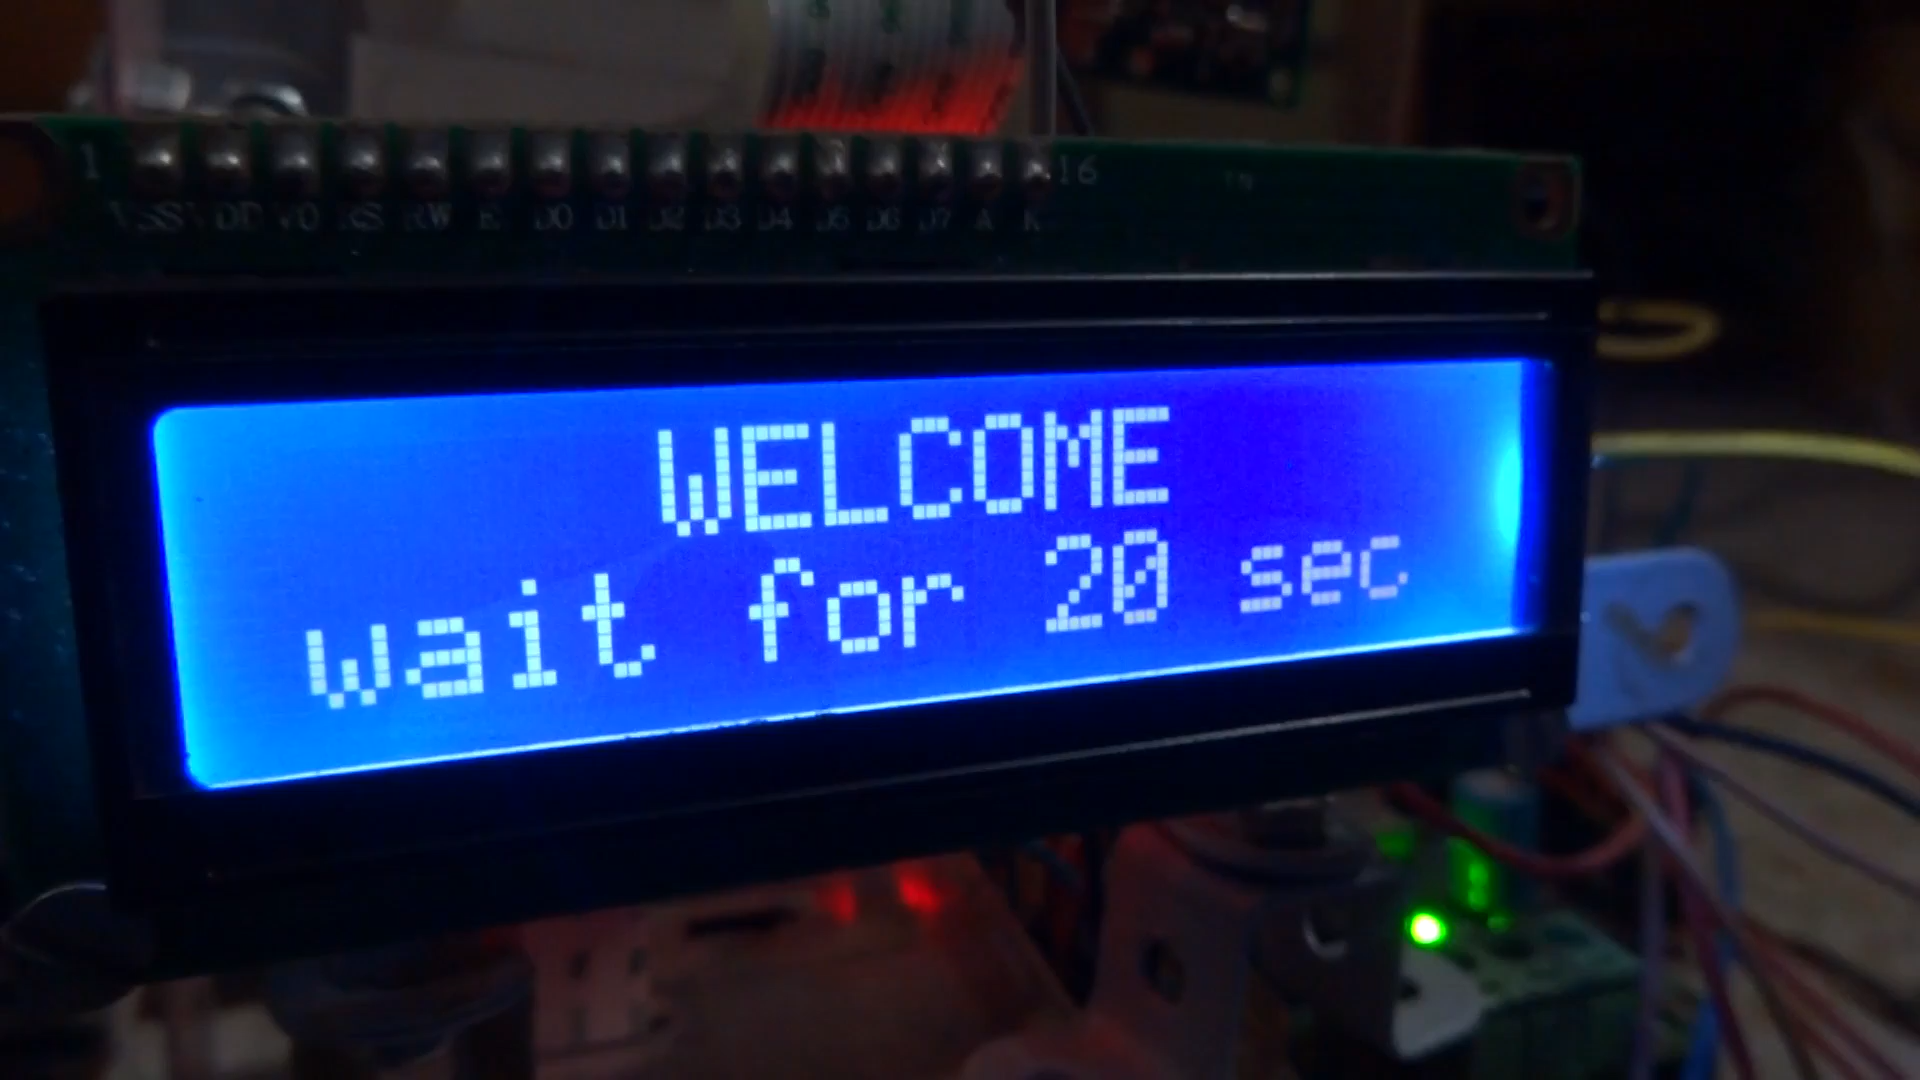 1 16
VSS VDD V0 RS RW E D0 D1 D2 D3 D4 D5 D6 D7 A K
WELCOME
wait for 20 sec